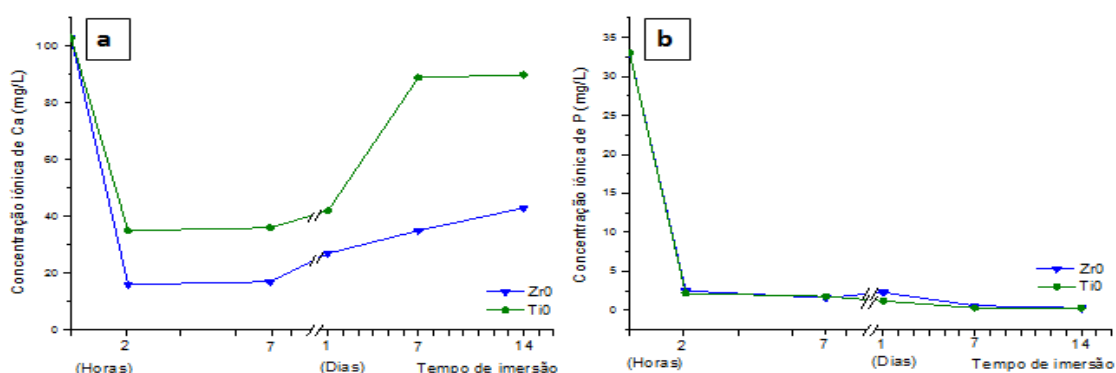 a
Concentração iónica de Ca (mg/L)
100
80
60
40
20
0
Zr0
Ti0
2
7
1
7
14
(Horas)
(Dias)
Tempo de imersão
b
Concentração iónica de P (mg/L)
35
30
25
20
15
10
5
0
Zr0
Ti0
2
7
1
7
14
(Horas)
(Dias)
Tempo de imersão